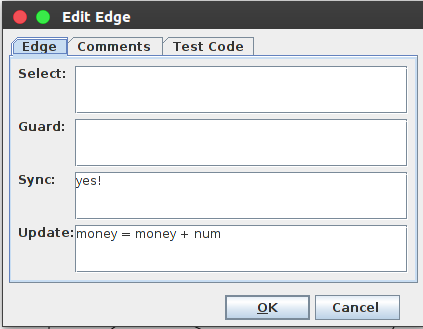 Edit Edge
Edge Comments Test Code
Select:
Guard:
Sync: yes!
Update: money = money + num
OK Cancel